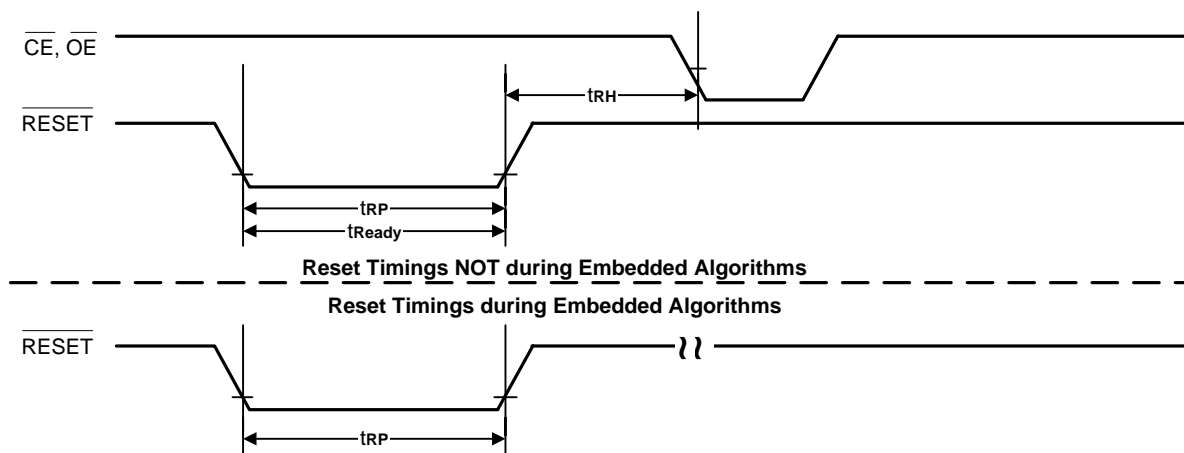 CE, OE
tRH
RESET
tRP
tReady
Reset Timings NOT during Embedded Algorithms
Reset Timings during Embedded Algorithms
RESET
tRP